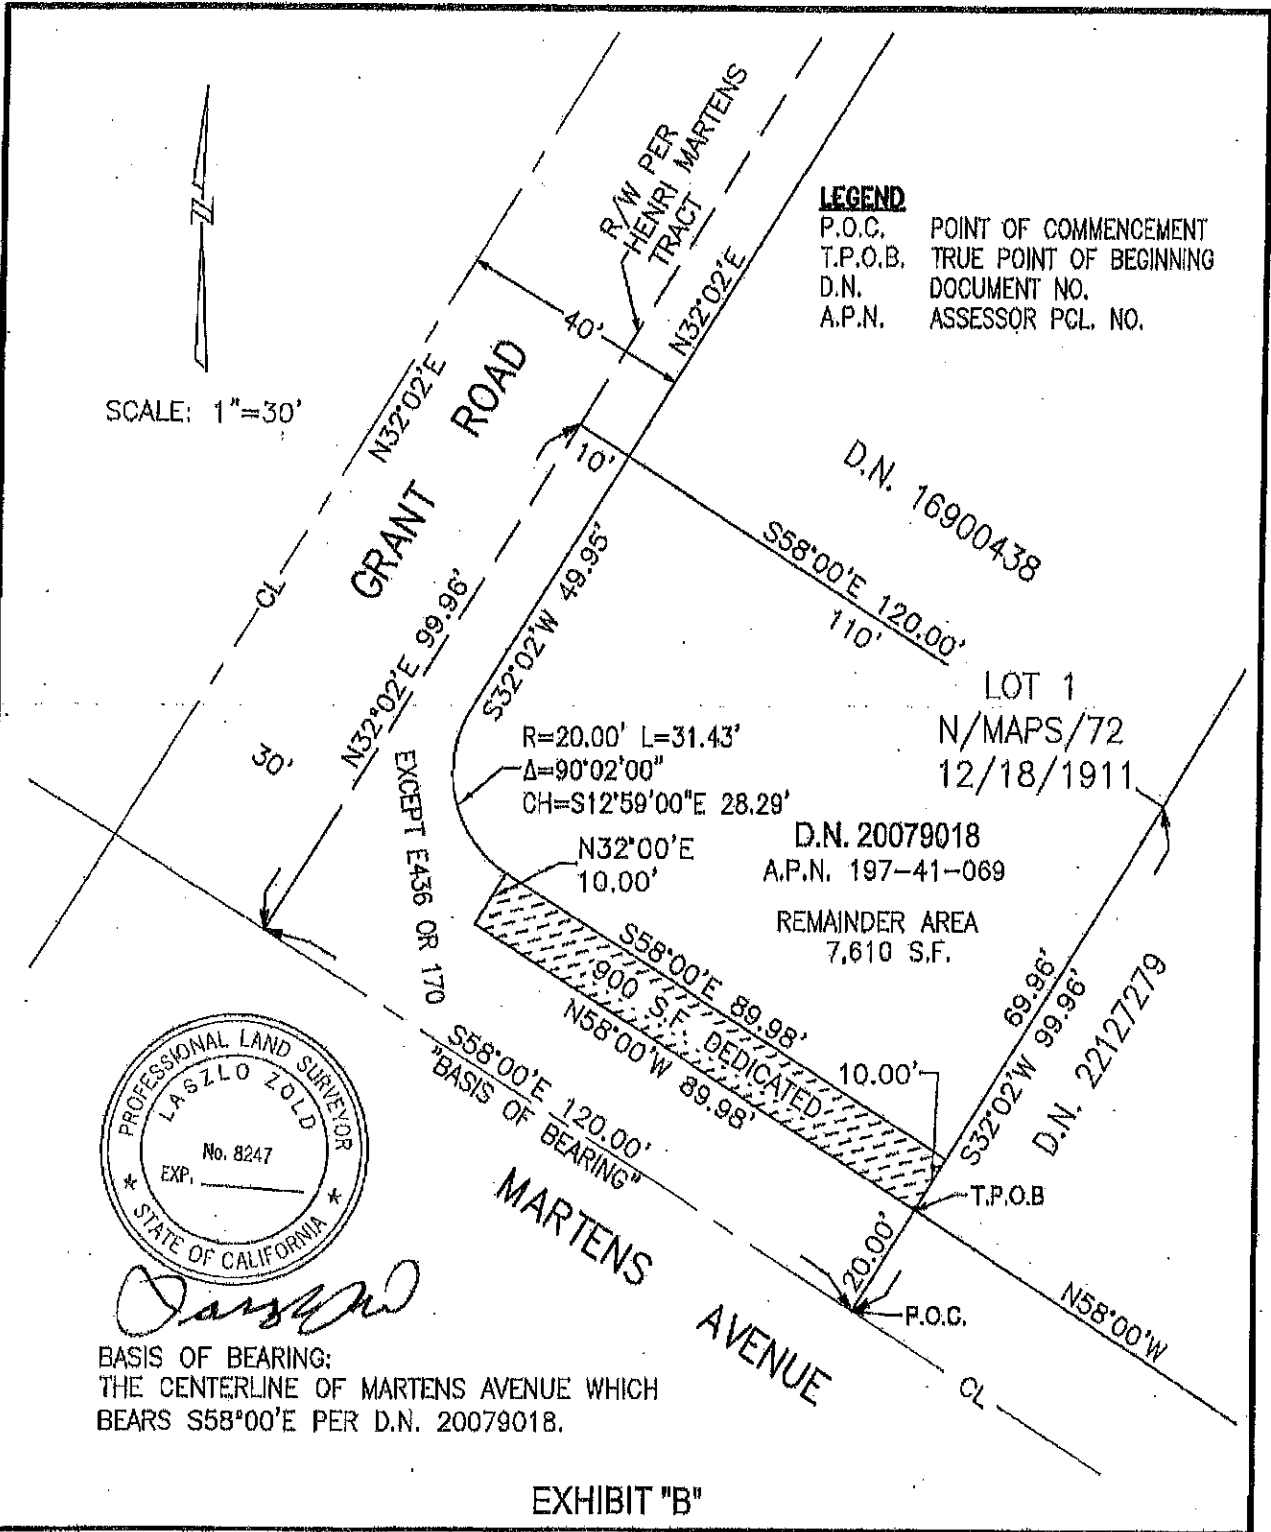 R/W PER
HENRI MARTENS
TRACT
LEGEND
P.O.C. POINT OF COMMENCEMENT
T.P.O.B. TRUE POINT OF BEGINNING
D.N. DOCUMENT NO.
A.P.N. ASSESSOR PCL. NO.
N
SCALE: 1"=30'
N32°02'E
40'
N32°02'E
GRANT ROAD
CL
10'
D.N. 16900438
S58°00'E 120.00'
110'
N32°02'E 99.96'
S32°02'W 49.95'
30'
LOT 1
N/MAPS/72
12/18/1911
R=20.00' L=31.43'
Δ=90°02'00"
CH=S12°59'00"E 28.29'
EXCEPT E436 OR 170
N32°00'E
10.00'
D.N. 20079018
A.P.N. 197-41-069
REMAINDER AREA
7,610 S.F.
S58°00'E 89.98'
900 S.F. DEDICATED
N58°00'W 89.98'
10.00'
69.96'
S32°02'W 99.96'
D.N. 22127279
S58°00'E 120.00'
"BASIS OF BEARING"
T.P.O.B
20.00'
P.O.C.
MARTENS AVENUE
N58°00'W
CL
PROFESSIONAL LAND SURVEYOR
LASZLO ZOLD
No. 8247
EXP.
STATE OF CALIFORNIA
BASIS OF BEARING:
THE CENTERLINE OF MARTENS AVENUE WHICH
BEARS S58°00'E PER D.N. 20079018.
EXHIBIT "B"